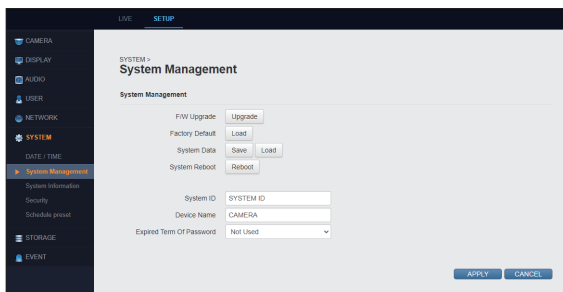 LIVE SETUP
CAMERA
DISPLAY
AUDIO
USER
NETWORK
SYSTEM
DATE / TIME
System Management
System Information
Security
Schedule preset
STORAGE
EVENT
SYSTEM >
System Management
System Management
F/W Upgrade Upgrade
Factory Default Load
System Data Save Load
System Reboot Reboot
System ID SYSTEM ID
Device Name CAMERA
Expired Term Of Password Not Used
APPLY CANCEL